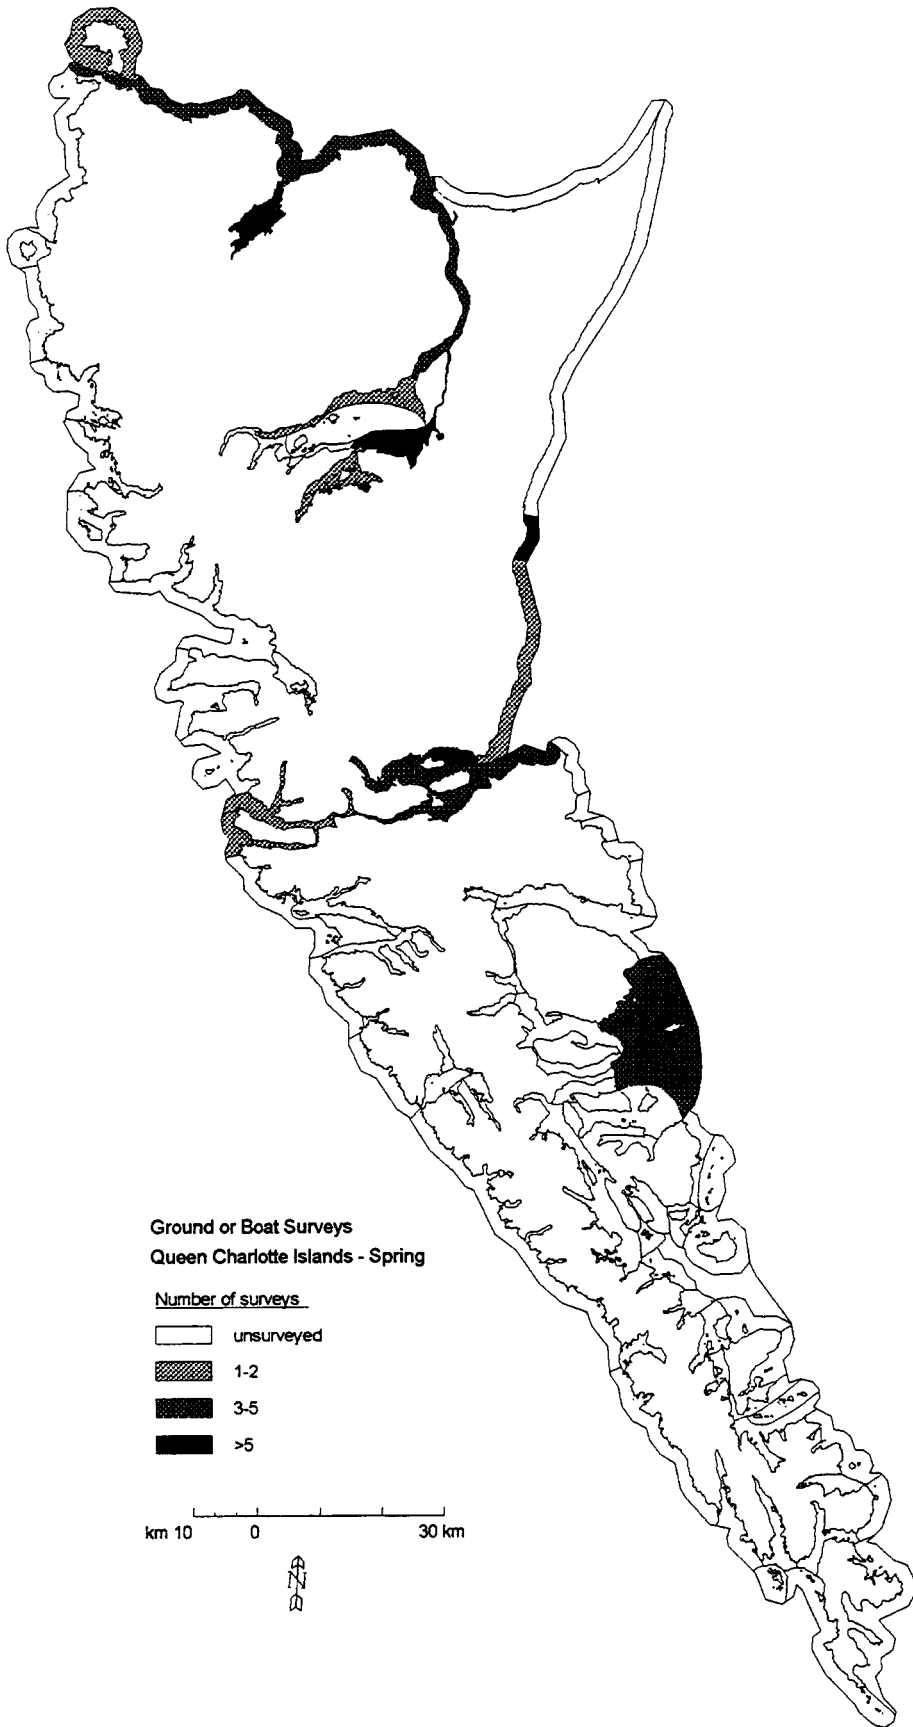 Ground or Boat Surveys
Queen Charlotte Islands - Spring
Number of surveys
unsurveyed
1-2
3-5
>5
km 10 0 30 km
N